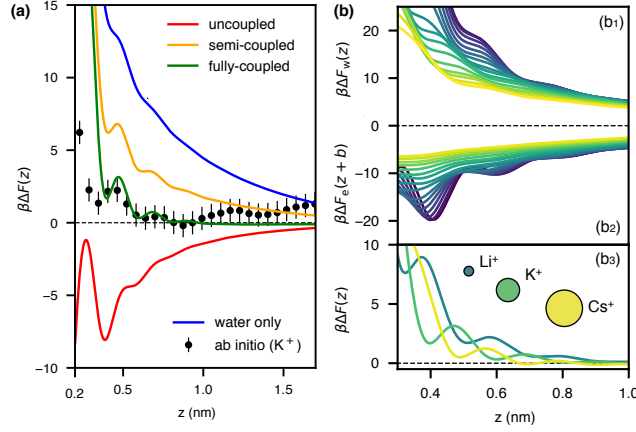 (a)
uncoupled
semi-coupled
fully-coupled
water only
ab initio (K⁺)
βΔF(z)
15
10
5
0
−5
−10
0.2
0.5
1.0
1.5
z (nm)
(b₁)
βΔF_w(z)
20
10
0
βΔF_e(z + b)
−10
−20
(b₂)
(b₃)
Li⁺
K⁺
Cs⁺
βΔF(z)
10
5
0
0.4
0.6
0.8
1.0
z (nm)